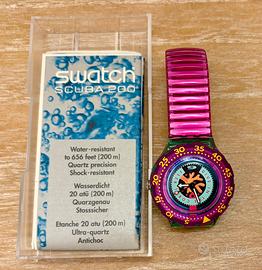 swatch
SCUBA 200
Water-resistant
to 656 feet (200 m)
Quartz precision
Shock-resistant
Wasserdicht
20 atü (200 m)
Quarzgenau
Stosssicher
Etanche 20 atu (200 m)
Ultra-quartz
Antichoc